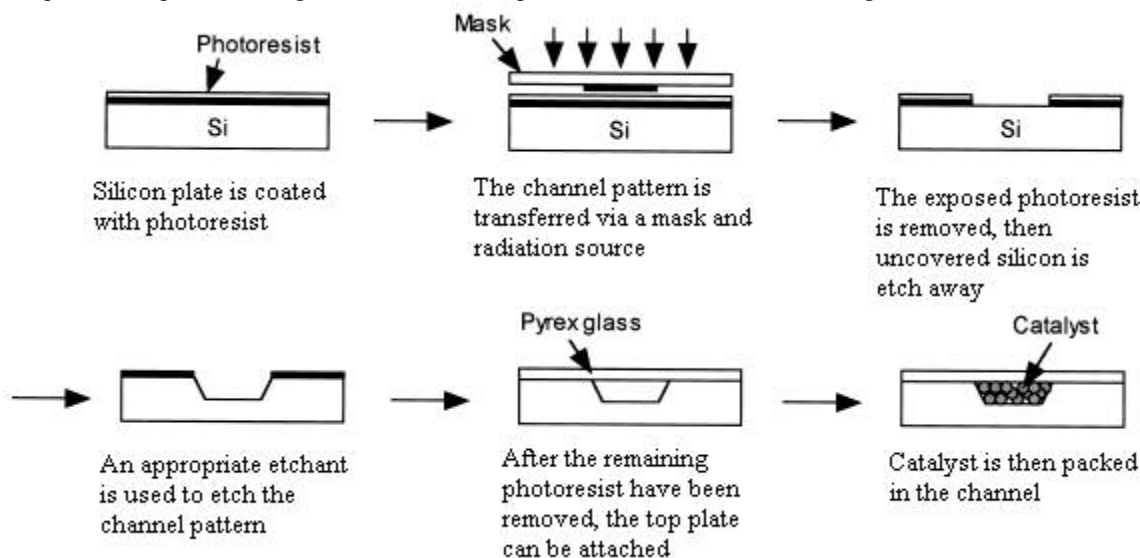 Photoresist
Si
Silicon plate is coated
with photoresist
Mask
Si
The channel pattern is
transferred via a mask and
radiation source
Si
The exposed photoresist
is removed, then
uncovered silicon is
etch away
An appropriate etchant
is used to etch the
channel pattern
Pyrex glass
After the remaining
photoresist have been
removed, the top plate
can be attached
Catalyst
Catalyst is then packed
in the channel